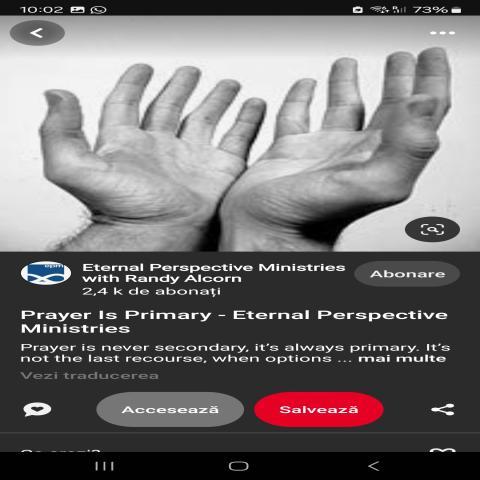 10:02
73%
Eternal Perspective Ministries
with Randy Alcorn
2,4 k de abonați
Abonare
Prayer Is Primary - Eternal Perspective
Ministries
Prayer is never secondary, it's always primary. It's
not the last recourse, when options ... mai multe
Vezi traducerea
Accesează
Salvează